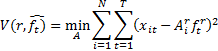 V(r, \widehat{f_t}) = \min_A \sum_{i=1}^{N} \sum_{t=1}^{T} (x_{it} - A_i^r f_t^r)^2